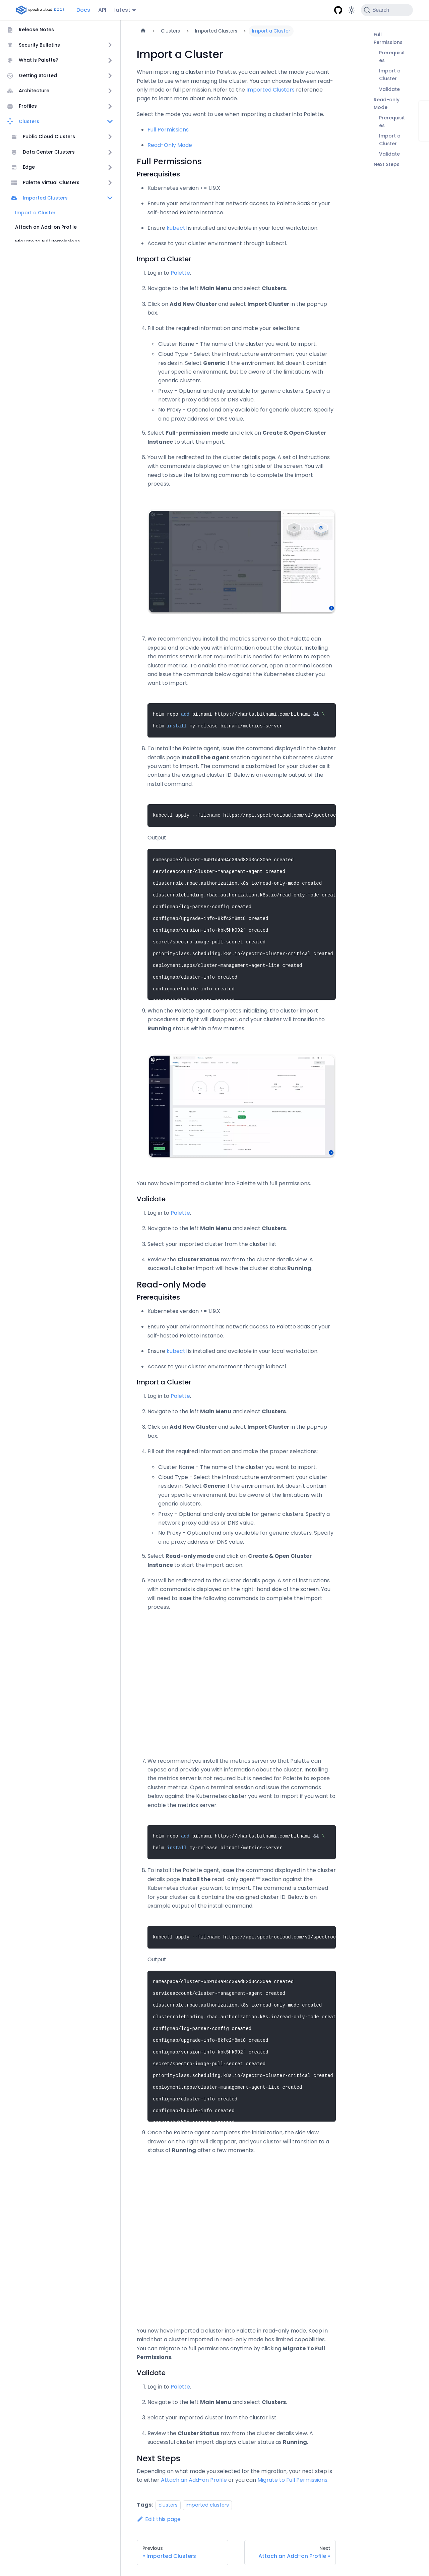 spectro cloud DOCS
Docs
API
latest
Search
Release Notes
Security Bulletins
What is Palette?
Getting Started
Architecture
Profiles
Clusters
Public Cloud Clusters
Data Center Clusters
Edge
Palette Virtual Clusters
Imported Clusters
Import a Cluster
Attach an Add-on Profile
Migrate to Full Permissions
Clusters
Imported Clusters
Import a Cluster
Import a Cluster
When importing a cluster into Palette, you can select the mode you want
Palette to use when managing the cluster. You can choose between read-
only mode or full permission. Refer to the Imported Clusters reference
page to learn more about each mode.
Select the mode you want to use when importing a cluster into Palette.
• Full Permissions
• Read-Only Mode
Full Permissions
Prerequisites
• Kubernetes version >= 1.19.X
• Ensure your environment has network access to Palette SaaS or your
self-hosted Palette instance.
• Ensure kubectl is installed and available in your local workstation.
• Access to your cluster environment through kubectl.
Import a Cluster
1. Log in to Palette.
2. Navigate to the left Main Menu and select Clusters.
3. Click on Add New Cluster and select Import Cluster in the pop-up
box.
4. Fill out the required information and make your selections:
Cluster Name - The name of the cluster you want to import.
Cloud Type - Select the infrastructure environment your cluster
resides in. Select Generic if the environment list doesn't contain
your specific environment, but be aware of the limitations with
generic clusters.
Proxy - Optional and only available for generic clusters. Specify a
network proxy address or DNS value.
No Proxy - Optional and only available for generic clusters. Specify
a no proxy address or DNS value.
5. Select Full-permission mode and click on Create & Open Cluster
Instance to start the import.
6. You will be redirected to the cluster details page. A set of instructions
with commands is displayed on the right side of the screen. You will
need to issue the following commands to complete the import
process.
7. We recommend you install the metrics server so that Palette can
expose and provide you with information about the cluster. Installing
the metrics server is not required but is needed for Palette to expose
cluster metrics. To enable the metrics server, open a terminal session
and issue the commands below against the Kubernetes cluster you
want to import.
helm repo add bitnami https://charts.bitnami.com/bitnami && \
helm install my-release bitnami/metrics-server
8. To install the Palette agent, issue the command displayed in the cluster
details page Install the agent section against the Kubernetes cluster
you want to import. The command is customized for your cluster as it
contains the assigned cluster ID. Below is an example output of the
install command.
kubectl apply --filename https://api.spectrocloud.com/v1/spectroc
Output
namespace/cluster-6491d4a94c39ad82d3cc30ae created
serviceaccount/cluster-management-agent created
clusterrole.rbac.authorization.k8s.io/read-only-mode created
clusterrolebinding.rbac.authorization.k8s.io/read-only-mode creat
configmap/log-parser-config created
configmap/upgrade-info-8kfc2m8mt8 created
configmap/version-info-kbk5hk992f created
secret/spectro-image-pull-secret created
priorityclass.scheduling.k8s.io/spectro-cluster-critical created
deployment.apps/cluster-management-agent-lite created
configmap/cluster-info created
configmap/hubble-info created
9. When the Palette agent completes initializing, the cluster import
procedures at right will disappear, and your cluster will transition to
Running status within a few minutes.
You now have imported a cluster into Palette with full permissions.
Validate
1. Log in to Palette.
2. Navigate to the left Main Menu and select Clusters.
3. Select your imported cluster from the cluster list.
4. Review the Cluster Status row from the cluster details view. A
successful cluster import will have the cluster status Running.
Read-only Mode
Prerequisites
• Kubernetes version >= 1.19.X
• Ensure your environment has network access to Palette SaaS or your
self-hosted Palette instance.
• Ensure kubectl is installed and available in your local workstation.
• Access to your cluster environment through kubectl.
Import a Cluster
1. Log in to Palette.
2. Navigate to the left Main Menu and select Clusters.
3. Click on Add New Cluster and select Import Cluster in the pop-up
box.
4. Fill out the required information and make the proper selections:
Cluster Name - The name of the cluster you want to import.
Cloud Type - Select the infrastructure environment your cluster
resides in. Select Generic if the environment list doesn't contain
your specific environment but be aware of the limitations with
generic clusters.
Proxy - Optional and only available for generic clusters. Specify a
network proxy address or DNS value.
No Proxy - Optional and only available for generic clusters. Specify
a no proxy address or DNS value.
5. Select Read-only mode and click on Create & Open Cluster
Instance to start the import action.
6. You will be redirected to the cluster details page. A set of instructions
with commands is displayed on the right-hand side of the screen. You
will need to issue the following commands to complete the import
process.
7. We recommend you install the metrics server so that Palette can
expose and provide you with information about the cluster. Installing
the metrics server is not required but is needed for Palette to expose
cluster metrics. Open a terminal session and issue the commands
below against the Kubernetes cluster you want to import if you want to
enable the metrics server.
helm repo add bitnami https://charts.bitnami.com/bitnami && \
helm install my-release bitnami/metrics-server
8. To install the Palette agent, issue the command displayed in the cluster
details page Install the read-only agent** section against the
Kubernetes cluster you want to import. The command is customized
for your cluster as it contains the assigned cluster ID. Below is an
example output of the install command.
kubectl apply --filename https://api.spectrocloud.com/v1/spectroc
Output
namespace/cluster-6491d4a94c39ad82d3cc30ae created
serviceaccount/cluster-management-agent created
clusterrole.rbac.authorization.k8s.io/read-only-mode created
clusterrolebinding.rbac.authorization.k8s.io/read-only-mode creat
configmap/log-parser-config created
configmap/upgrade-info-8kfc2m8mt8 created
configmap/version-info-kbk5hk992f created
secret/spectro-image-pull-secret created
priorityclass.scheduling.k8s.io/spectro-cluster-critical created
deployment.apps/cluster-management-agent-lite created
configmap/cluster-info created
configmap/hubble-info created
9. Once the Palette agent completes the initialization, the side view
drawer on the right will disappear, and your cluster will transition to a
status of Running after a few moments.
You now have imported a cluster into Palette in read-only mode. Keep in
mind that a cluster imported in read-only mode has limited capabilities.
You can migrate to full permissions anytime by clicking Migrate To Full
Permissions.
Validate
1. Log in to Palette.
2. Navigate to the left Main Menu and select Clusters.
3. Select your imported cluster from the cluster list.
4. Review the Cluster Status row from the cluster details view. A
successful cluster import displays cluster status as Running.
Next Steps
Depending on what mode you selected for the migration, your next step is
to either Attach an Add-on Profile or you can Migrate to Full Permissions.
Tags: clusters imported clusters
Edit this page
Previous
« Imported Clusters
Next
Attach an Add-on Profile »
Full
Permissions
Prerequisit
es
Import a
Cluster
Validate
Read-only
Mode
Prerequisit
es
Import a
Cluster
Validate
Next Steps